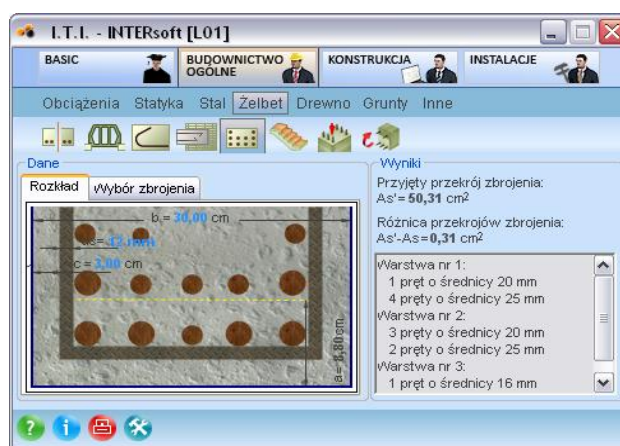 I.T.I. - INTERsoft [L01]
BASIC
BUDOWNICTWO
OGÓLNE
KONSTRUKCJA
INSTALACJE
Obciążenia Statyka Stal Żelbet Drewno Grunty Inne
Dane
Rozkład
Wybór zbrojenia
b = 30,00 cm
12 mm
c = 3,00 cm
a = 8,80 cm
Wyniki
Przyjęty przekrój zbrojenia:
As'= 50,31 cm2
Różnica przekrojów zbrojenia:
As'-As=0,31 cm2
Warstwa nr 1:
1 pręt o średnicy 20 mm
4 pręty o średnicy 25 mm
Warstwa nr 2:
3 pręty o średnicy 20 mm
2 pręty o średnicy 25 mm
Warstwa nr 3:
1 pręt o średnicy 16 mm